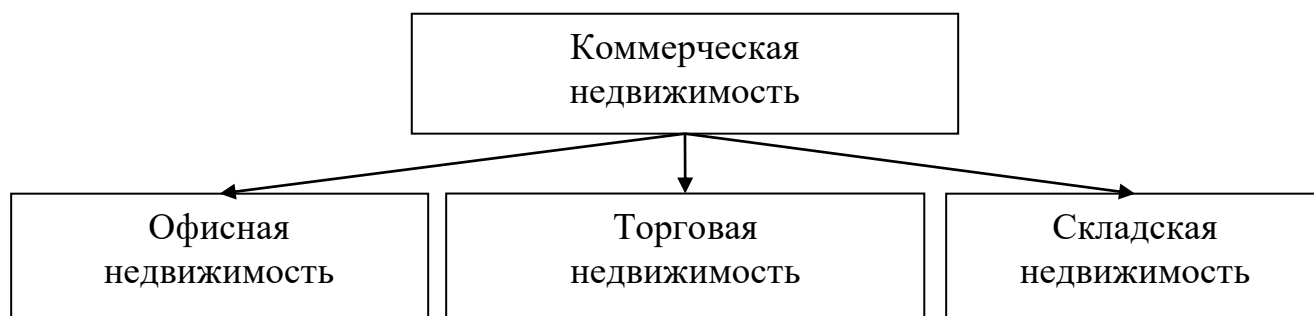 Коммерческая
недвижимость
Офисная
недвижимость
Торговая
недвижимость
Складская
недвижимость